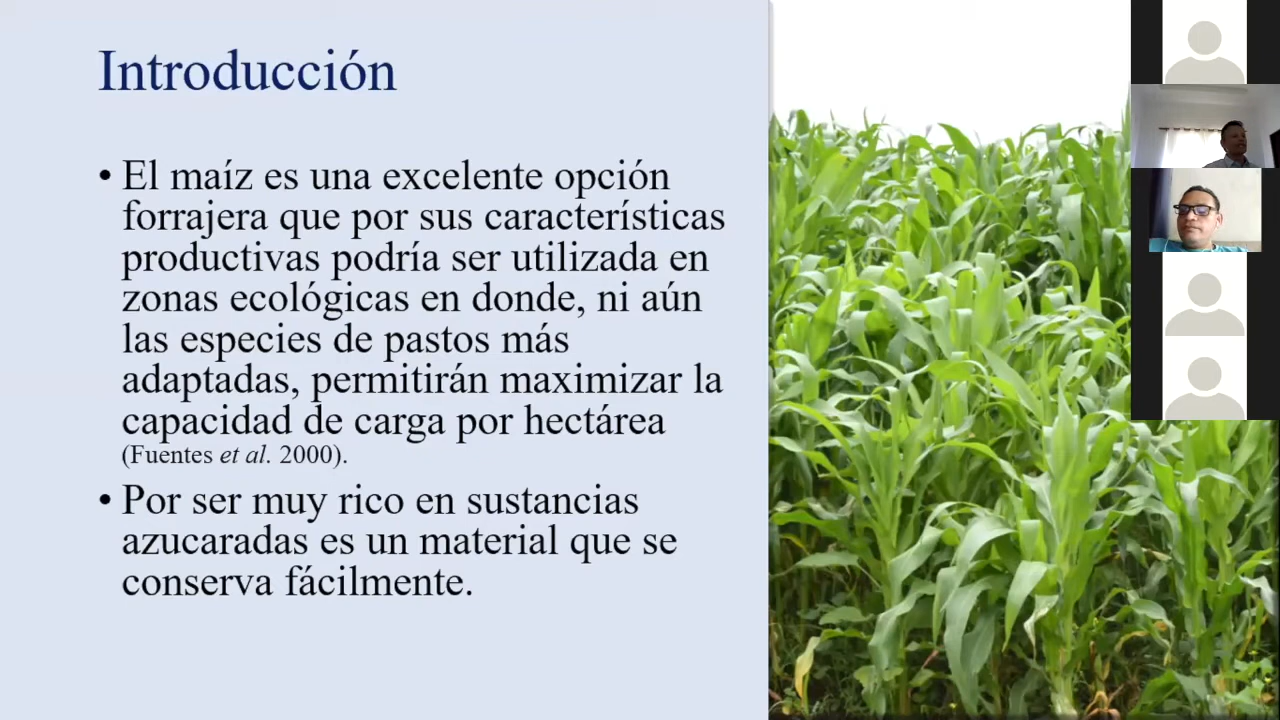 Introducción
• El maíz es una excelente opción
forrajera que por sus características
productivas podría ser utilizada en
zonas ecológicas en donde, ni aún
las especies de pastos más
adaptadas, permitirán maximizar la
capacidad de carga por hectárea
(Fuentes et al. 2000).
• Por ser muy rico en sustancias
azucaradas es un material que se
conserva fácilmente.